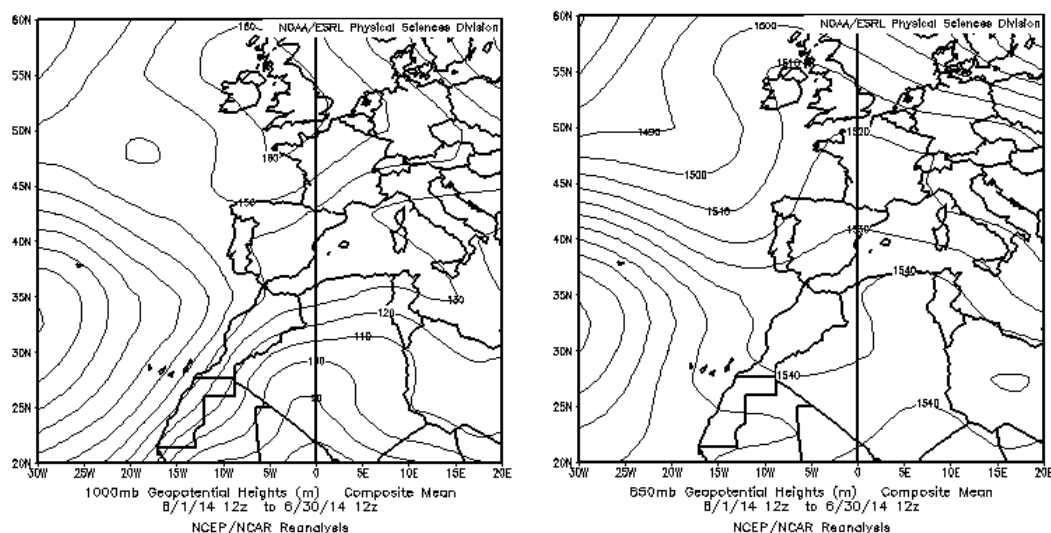 NOAA/ESRL Physical Sciences Division
60N
55N
50N
45N
40N
35N
30N
25N
20N
160
160
150
130
120
110
100
90
30W 25W 20W 15W 10W 5W 0 5E 10E 15E 20E
1000mb Geopotential Heights (m) Composite Mean
6/1/14 12z to 6/30/14 12z
NCEP/NCAR Reanalysis
NOAA/ESRL Physical Sciences Division
60N
55N
50N
45N
40N
35N
30N
25N
20N
1500
1510
1490
1520
1500
1510
1530
1540
1540
1540
30W 25W 20W 15W 10W 5W 0 5E 10E 15E 20E
850mb Geopotential Heights (m) Composite Mean
6/1/14 12z to 6/30/14 12z
NCEP/NCAR Reanalysis